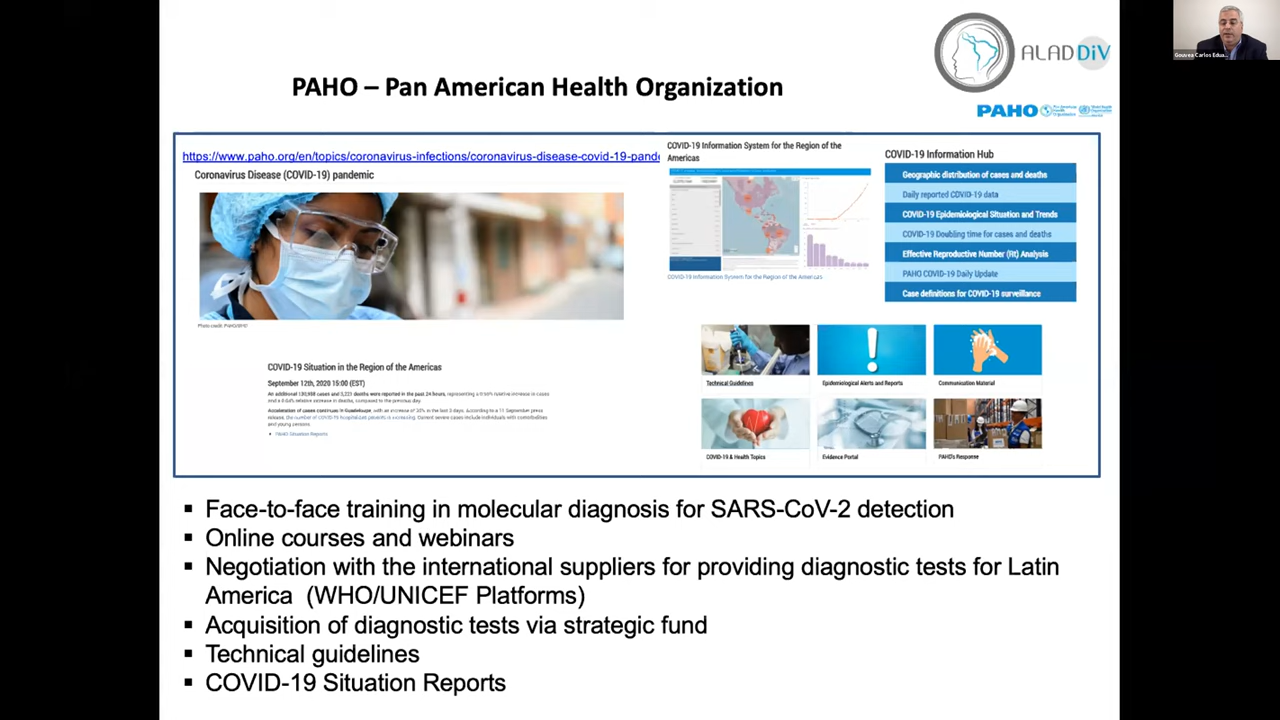 PAHO – Pan American Health Organization
ALADDiV
PAHO
Gouvea Carlos Edua...
https://www.paho.org/en/topics/coronavirus-infections/coronavirus-disease-covid-19-pande
Coronavirus Disease (COVID-19) pandemic
COVID-19 Situation in the Region of the Americas
September 12th, 2020 15:00 (EST)
PAHO Situation Reports
COVID-19 Information System for the Region of the
Americas
COVID-19 Information System for the Region of the Americas
COVID-19 Information Hub
Geographic distribution of cases and deaths
Daily reported COVID-19 data
COVID-19 Epidemiological Situation and Trends
COVID-19 Doubling time for cases and deaths
Effective Reproductive Number (Rt) Analysis
PAHO COVID-19 Daily Update
Case definitions for COVID-19 surveillance
Technical Guidelines
Epidemiological Alerts and Reports
Communication Material
COVID-19 & Health Topics
Evidence Portal
PAHO's Response
▪ Face-to-face training in molecular diagnosis for SARS-CoV-2 detection
▪ Online courses and webinars
▪ Negotiation with the international suppliers for providing diagnostic tests for Latin
America (WHO/UNICEF Platforms)
▪ Acquisition of diagnostic tests via strategic fund
▪ Technical guidelines
▪ COVID-19 Situation Reports